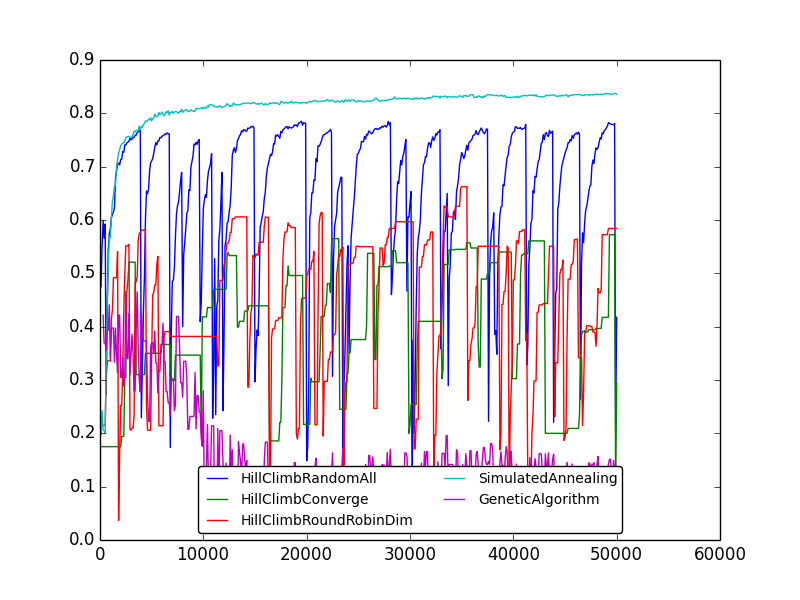 0.9
0.8
0.7
0.6
0.5
0.4
0.3
0.2
0.1
0.0
HillClimbRandomAll
SimulatedAnnealing
HillClimbConverge
GeneticAlgorithm
HillClimbRoundRobinDim
0 10000 20000 30000 40000 50000 60000